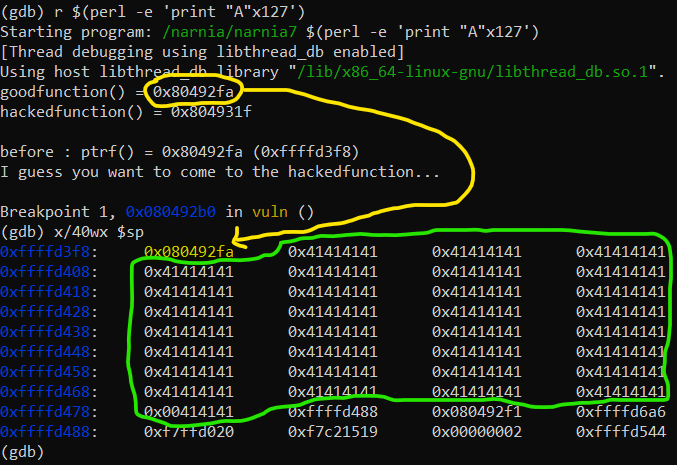 (gdb) r $(perl -e 'print "A"x127')
Starting program: /narnia/narnia7 $(perl -e 'print "A"x127')
[Thread debugging using libthread_db enabled]
Using host libthread_db library "/lib/x86_64-linux-gnu/libthread_db.so.1".
goodfunction() = 0x80492fa
hackedfunction() = 0x804931f
before : ptrf() = 0x80492fa (0xffffd3f8)
I guess you want to come to the hackedfunction...
Breakpoint 1, 0x080492b0 in vuln ()
(gdb) x/40wx $sp
0xffffd3f8: 0x080492fa 0x41414141 0x41414141 0x41414141
0xffffd408: 0x41414141 0x41414141 0x41414141 0x41414141
0xffffd418: 0x41414141 0x41414141 0x41414141 0x41414141
0xffffd428: 0x41414141 0x41414141 0x41414141 0x41414141
0xffffd438: 0x41414141 0x41414141 0x41414141 0x41414141
0xffffd448: 0x41414141 0x41414141 0x41414141 0x41414141
0xffffd458: 0x41414141 0x41414141 0x41414141 0x41414141
0xffffd468: 0x41414141 0x41414141 0x41414141 0x41414141
0xffffd478: 0x00414141 0xffffd488 0x080492f1 0xffffd6a6
0xffffd488: 0xf7ffd020 0xf7c21519 0x00000002 0xffffd544
(gdb)